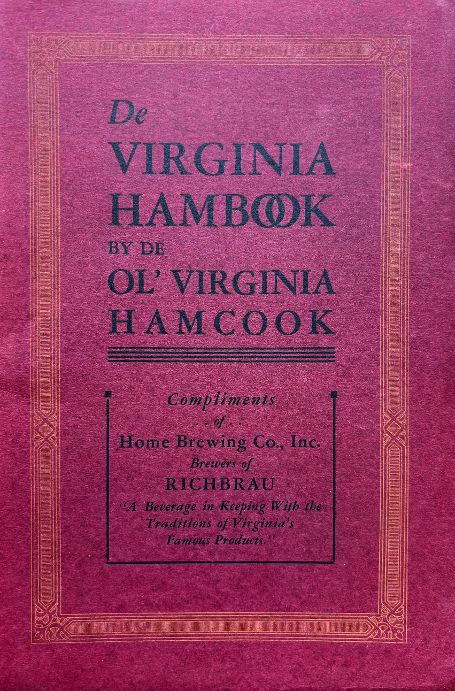 De
VIRGINIA
HAMBOOK
BY DE
OL' VIRGINIA
HAMCOOK
Compliments
· of · ·
Home Brewing Co., Inc.
Brewers of
RICHBRAU
"A Beverage in Keeping With the
Traditions of Virginia's
Famous Products."